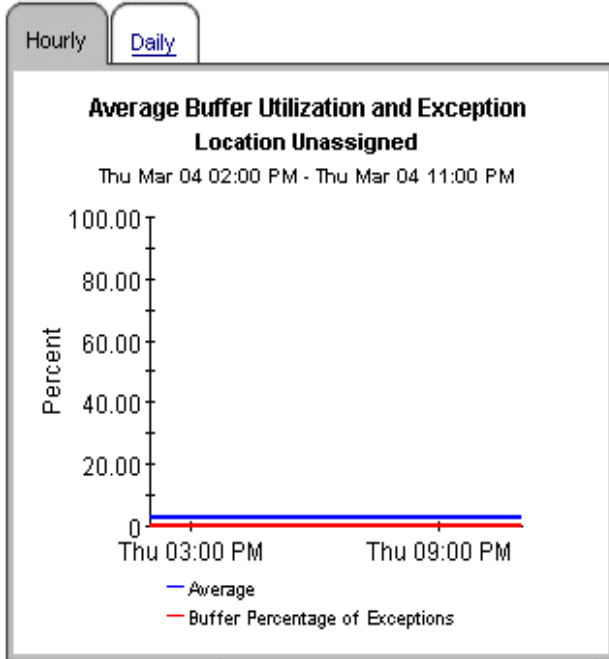 Hourly
Daily
Average Buffer Utilization and Exception
Location Unassigned
Thu Mar 04 02:00 PM - Thu Mar 04 11:00 PM
100.00
80.00
60.00
40.00
20.00
0
Percent
Thu 03:00 PM
Thu 09:00 PM
Average
Buffer Percentage of Exceptions